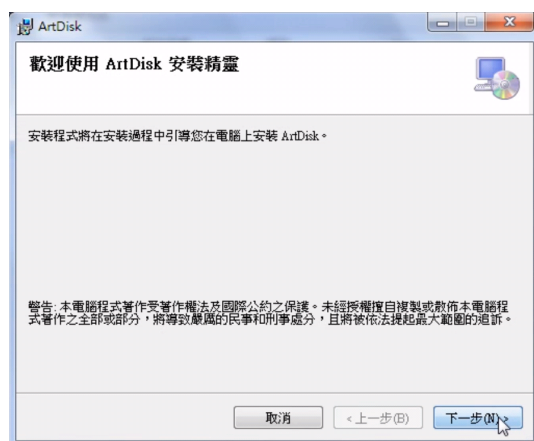 ArtDisk
歡迎使用 ArtDisk 安裝精靈
安裝程式將在安裝過程中引導您在電腦上安裝 ArtDisk。
警告: 本電腦程式著作受著作權法及國際公約之保護。未經授權擅自複製或散佈本電腦程
式著作之全部或部分，將導致嚴厲的民事和刑事處分，且將被依法提起最大範圍的追訴。
取消
<上一步(B)
下一步(N)>